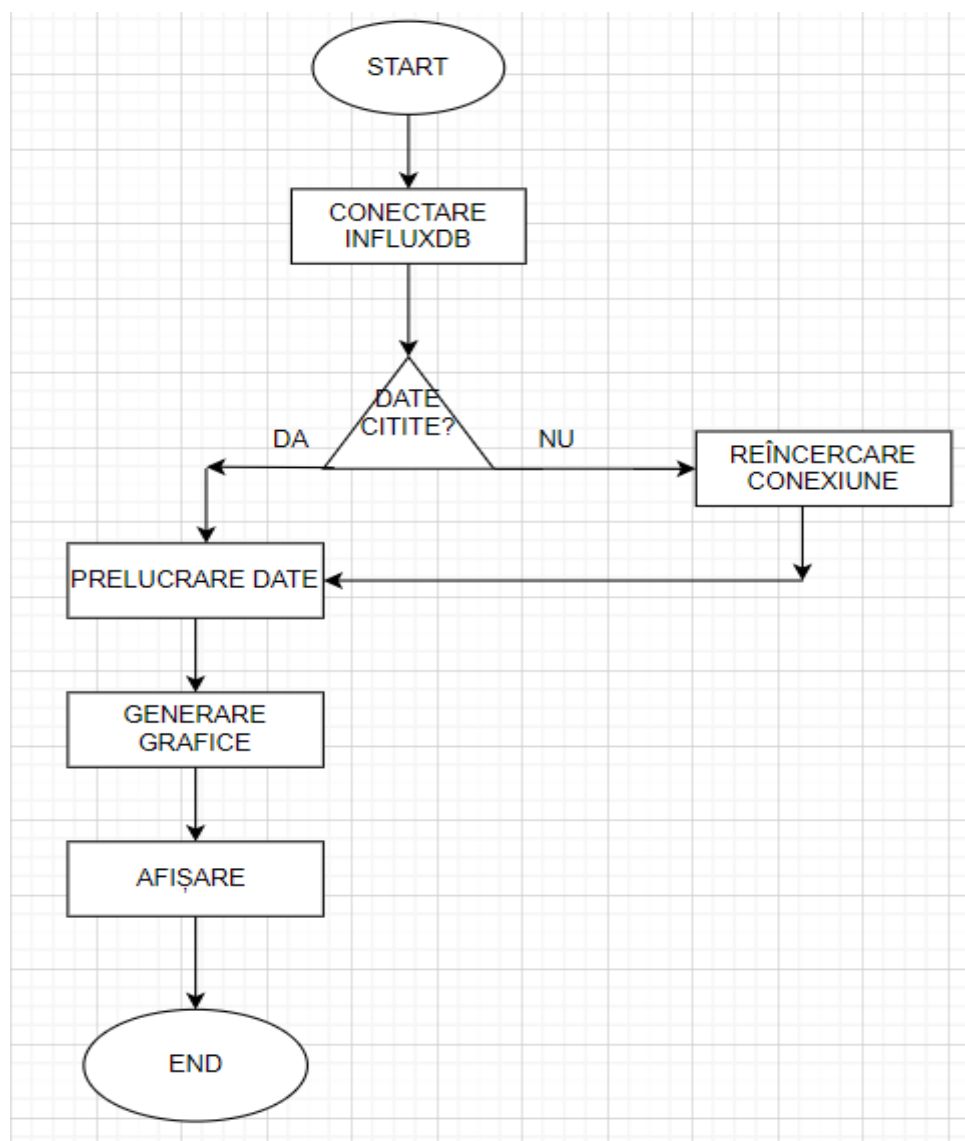 START
CONECTARE
INFLUXDB
DATE
CITITE?
DA
NU
REÎNCERCARE
CONEXIUNE
PRELUCRARE DATE
GENERARE
GRAFICE
AFIȘARE
END